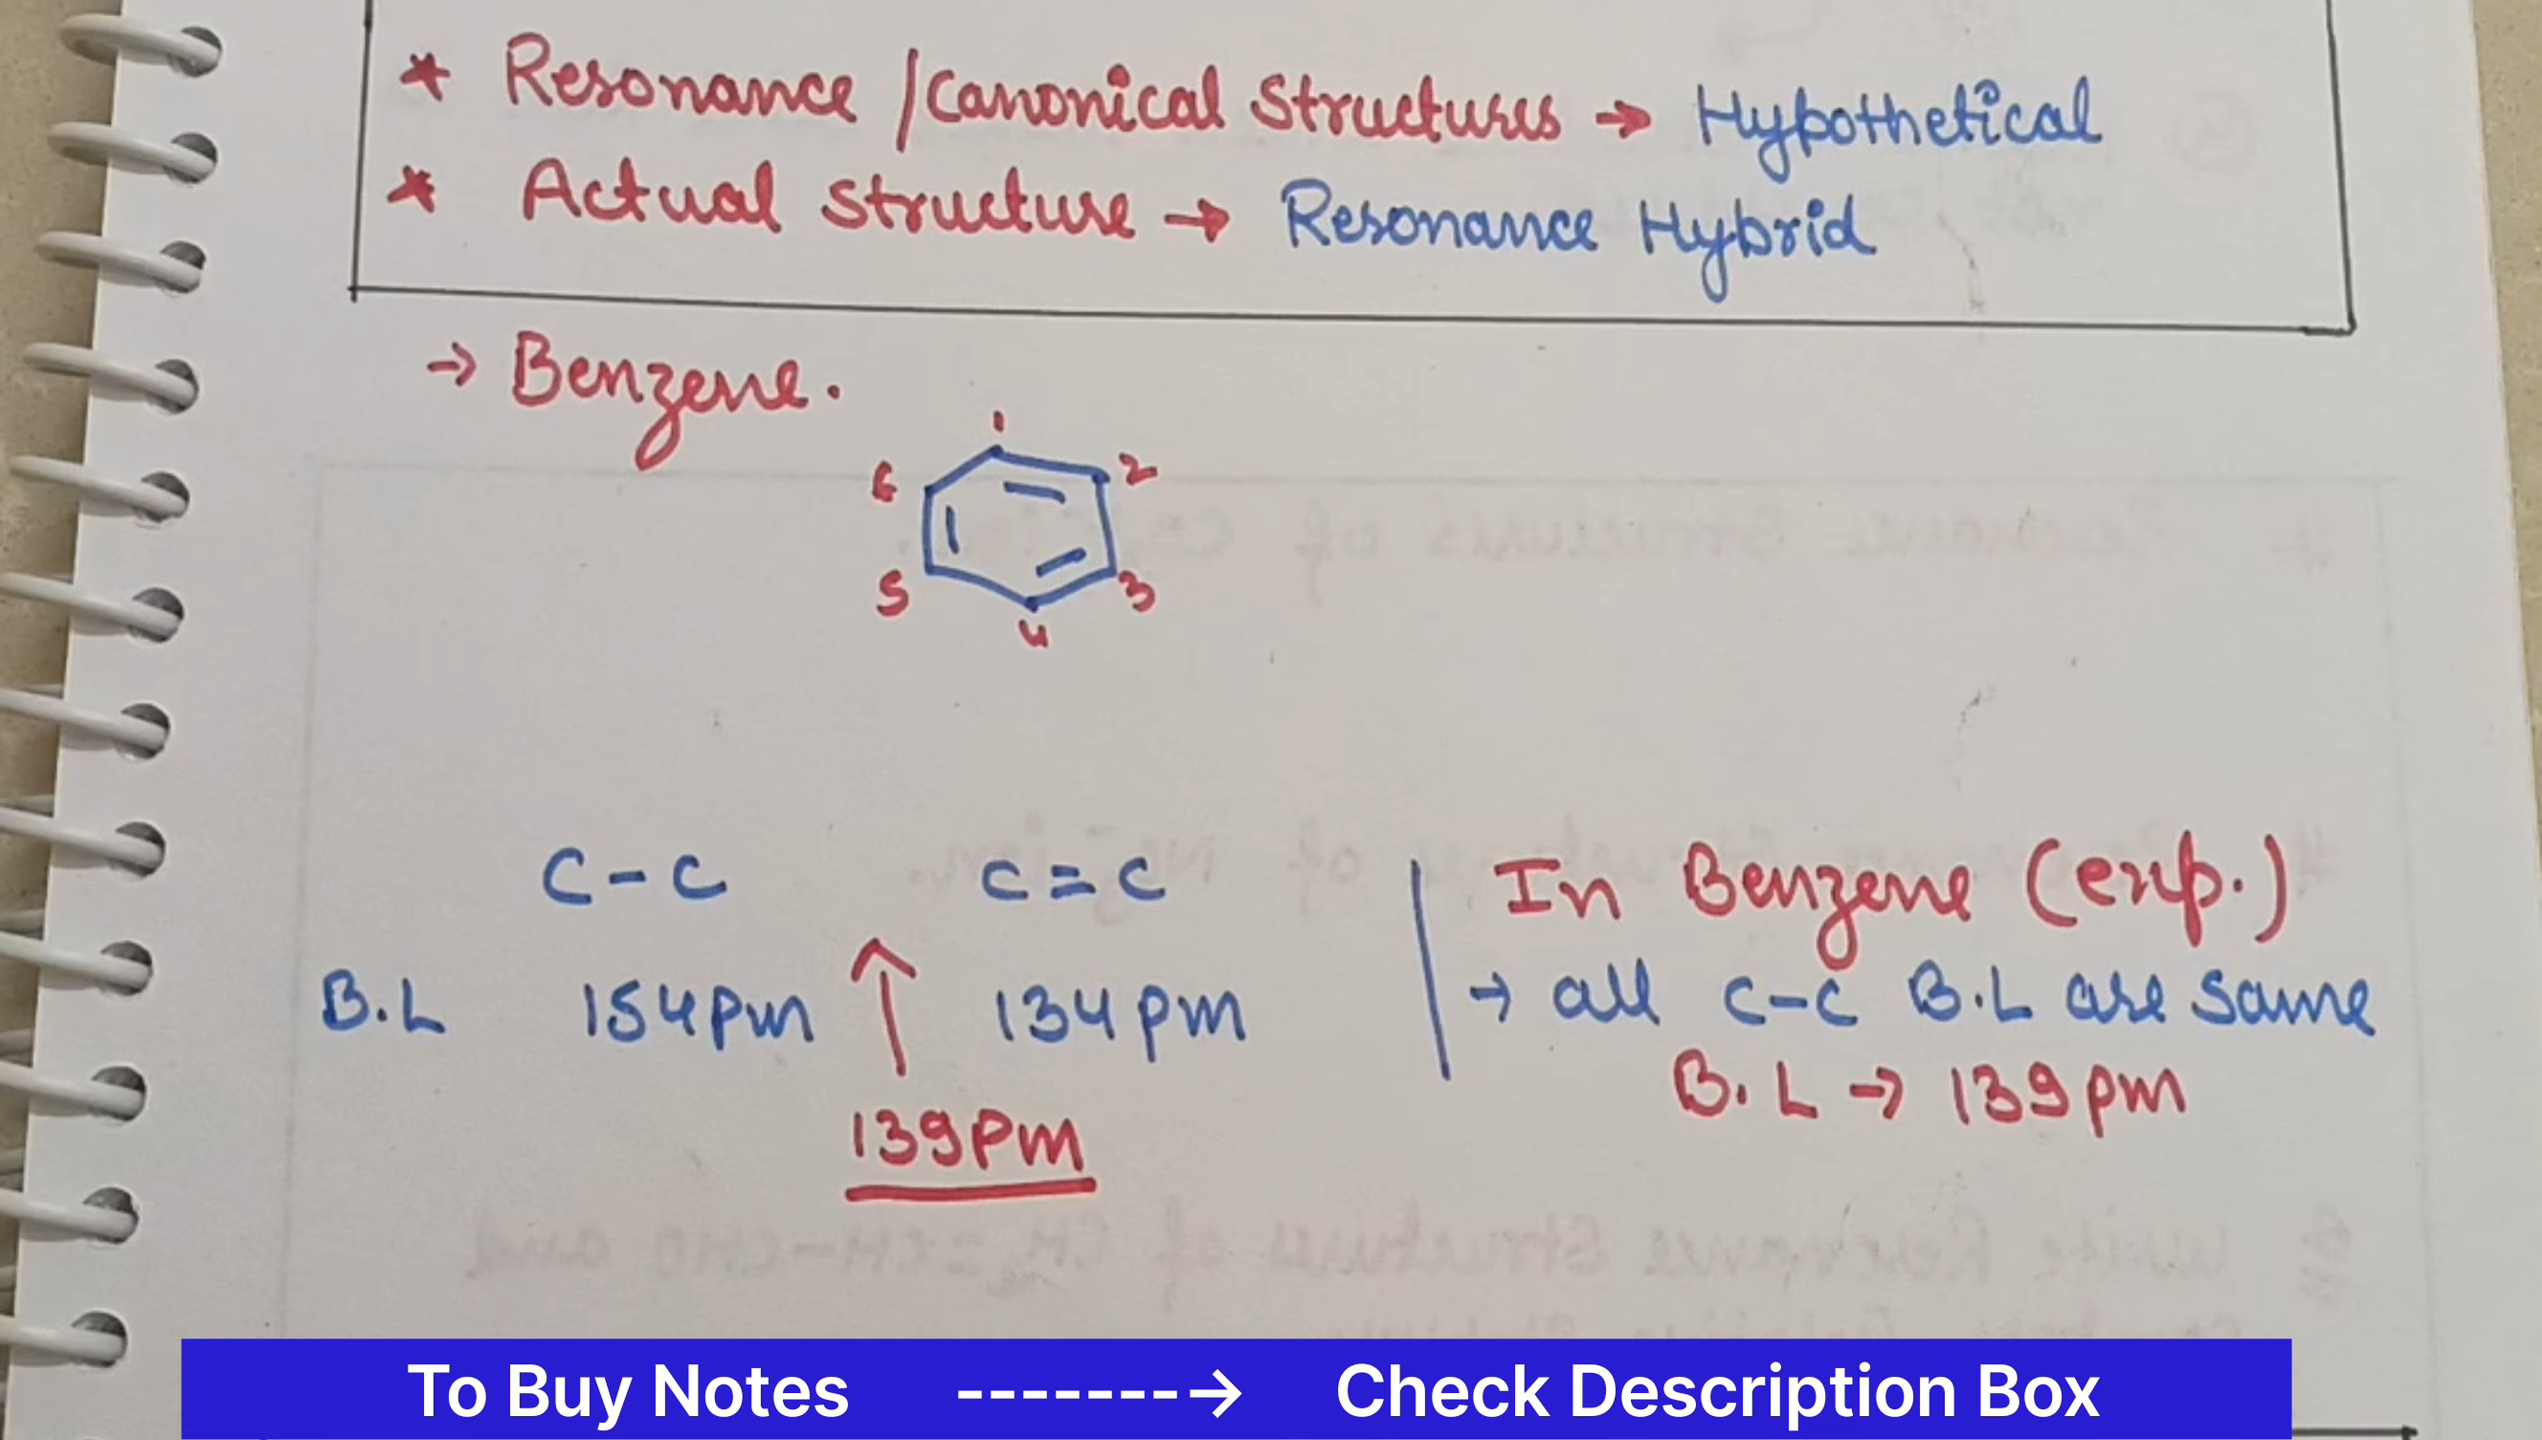 * Resonance / Canonical Structures → Hypothetical
* Actual Structure → Resonance Hybrid
→ Benzene.
1
6 2
5 3
4
C - C C = C
B.L 154pm 134pm
139pm
In Benzene (exp.)
→ all C-C B.L are same
B.L → 139pm
To Buy Notes -------→ Check Description Box